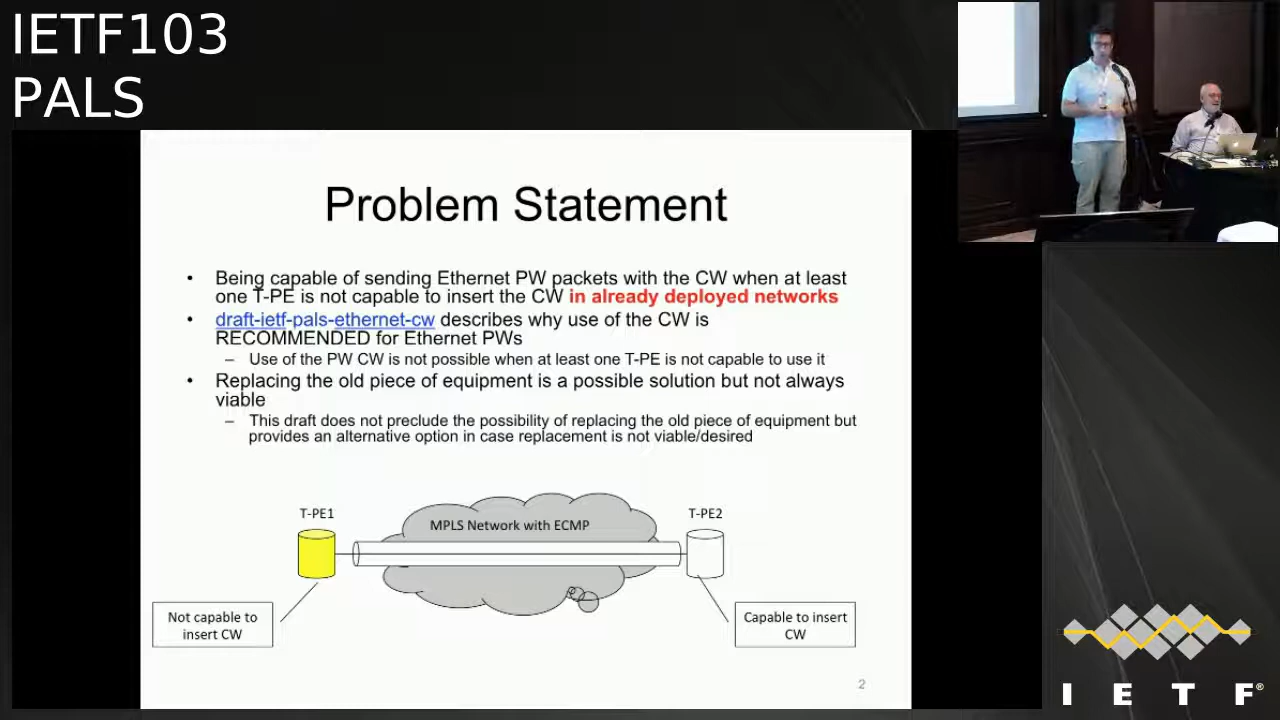 IETF103
PALS
Problem Statement
• Being capable of sending Ethernet PW packets with the CW when at least
one T-PE is not capable to insert the CW in already deployed networks
• draft-ietf-pals-ethernet-cw describes why use of the CW is
RECOMMENDED for Ethernet PWs
– Use of the PW CW is not possible when at least one T-PE is not capable to use it
• Replacing the old piece of equipment is a possible solution but not always
viable
– This draft does not preclude the possibility of replacing the old piece of equipment but
provides an alternative option in case replacement is not viable/desired
T-PE1
MPLS Network with ECMP
T-PE2
Not capable to
insert CW
Capable to insert
CW
2
I E T F®